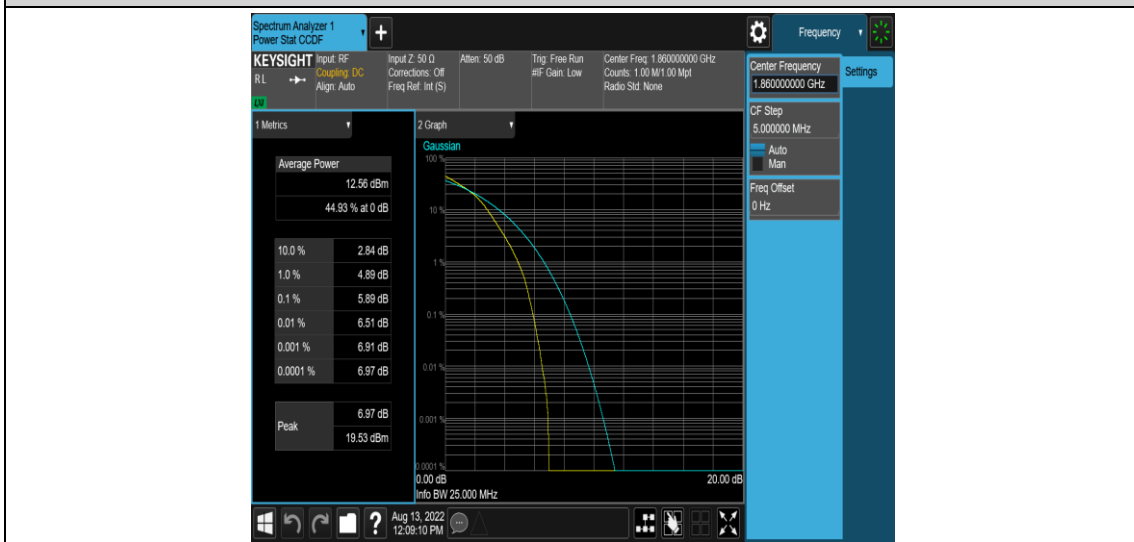 Spectrum Analyzer 1
Power Stat CCDF
+
Frequency
KEYSIGHT
Input: RF
Coupling: DC
Align: Auto
RL
Input Z: 50 Ω
Corrections: Off
Freq Ref: Int (S)
Atten: 50 dB
Trig: Free Run
#IF Gain: Low
Center Freq: 1.860000000 GHz
Counts: 1.00 M/1.00 Mpt
Radio Std: None
Center Frequency
1.860000000 GHz
Settings
CF Step
5.000000 MHz
Auto
Man
Freq Offset
0 Hz
1 Metrics
Average Power
12.56 dBm
44.93 % at 0 dB
10.0 % 2.84 dB
1.0 % 4.89 dB
0.1 % 5.89 dB
0.01 % 6.51 dB
0.001 % 6.91 dB
0.0001 % 6.97 dB
Peak
6.97 dB
19.53 dBm
2 Graph
Gaussian
100 %
10 %
1 %
0.1 %
0.01 %
0.001 %
0.0001 %
0.00 dB 20.00 dB
Info BW 25.000 MHz
?
Aug 13, 2022
12:09:10 PM